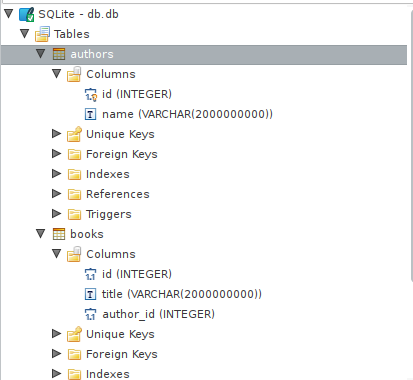 SQLite - db.db
Tables
authors
Columns
id (INTEGER)
name (VARCHAR(2000000000))
Unique Keys
Foreign Keys
Indexes
References
Triggers
books
Columns
id (INTEGER)
title (VARCHAR(2000000000))
author_id (INTEGER)
Unique Keys
Foreign Keys
Indexes